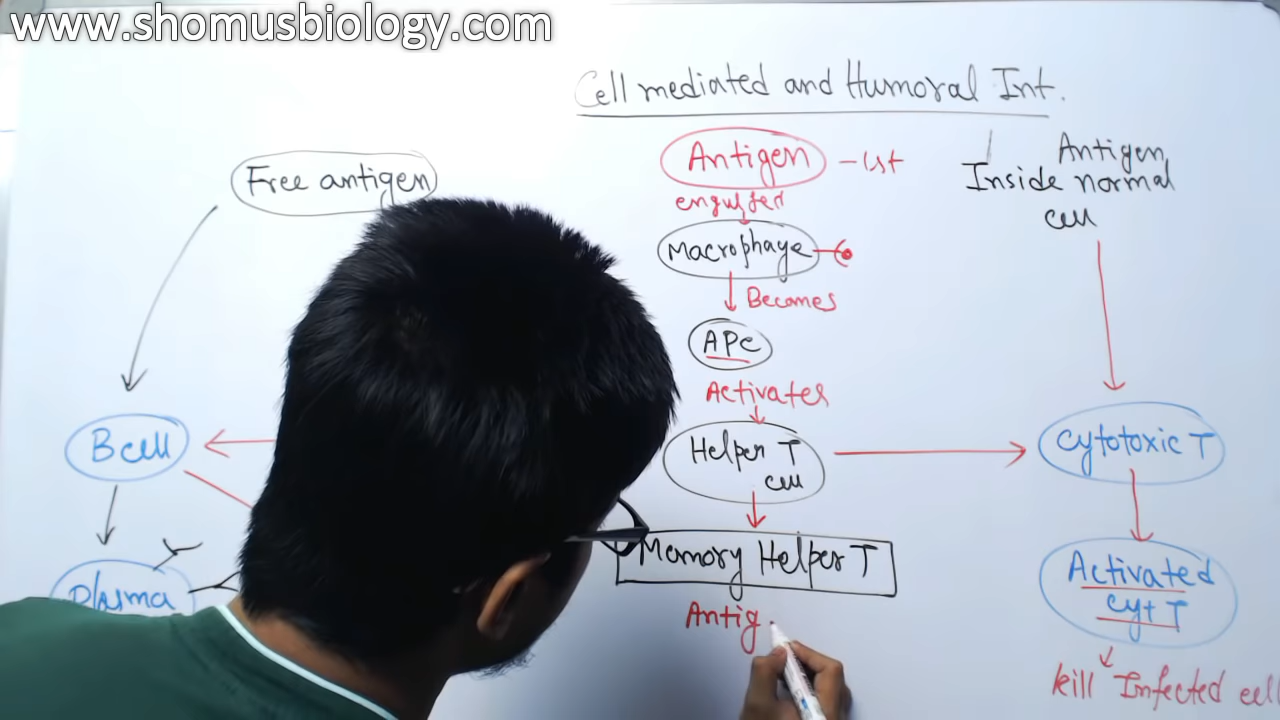 www.shomusbiology.com
Cell mediated and Humoral Int.
Free antigen
Antigen - 1st
engulfed
Macrophage
Becomes
APC
Activates
Helper T
cell
Memory Helper T
Antig
Antigen
Inside normal
cell
B cell
Plasma
Cytotoxic T
Activated
Cyt T
kill Infected cell